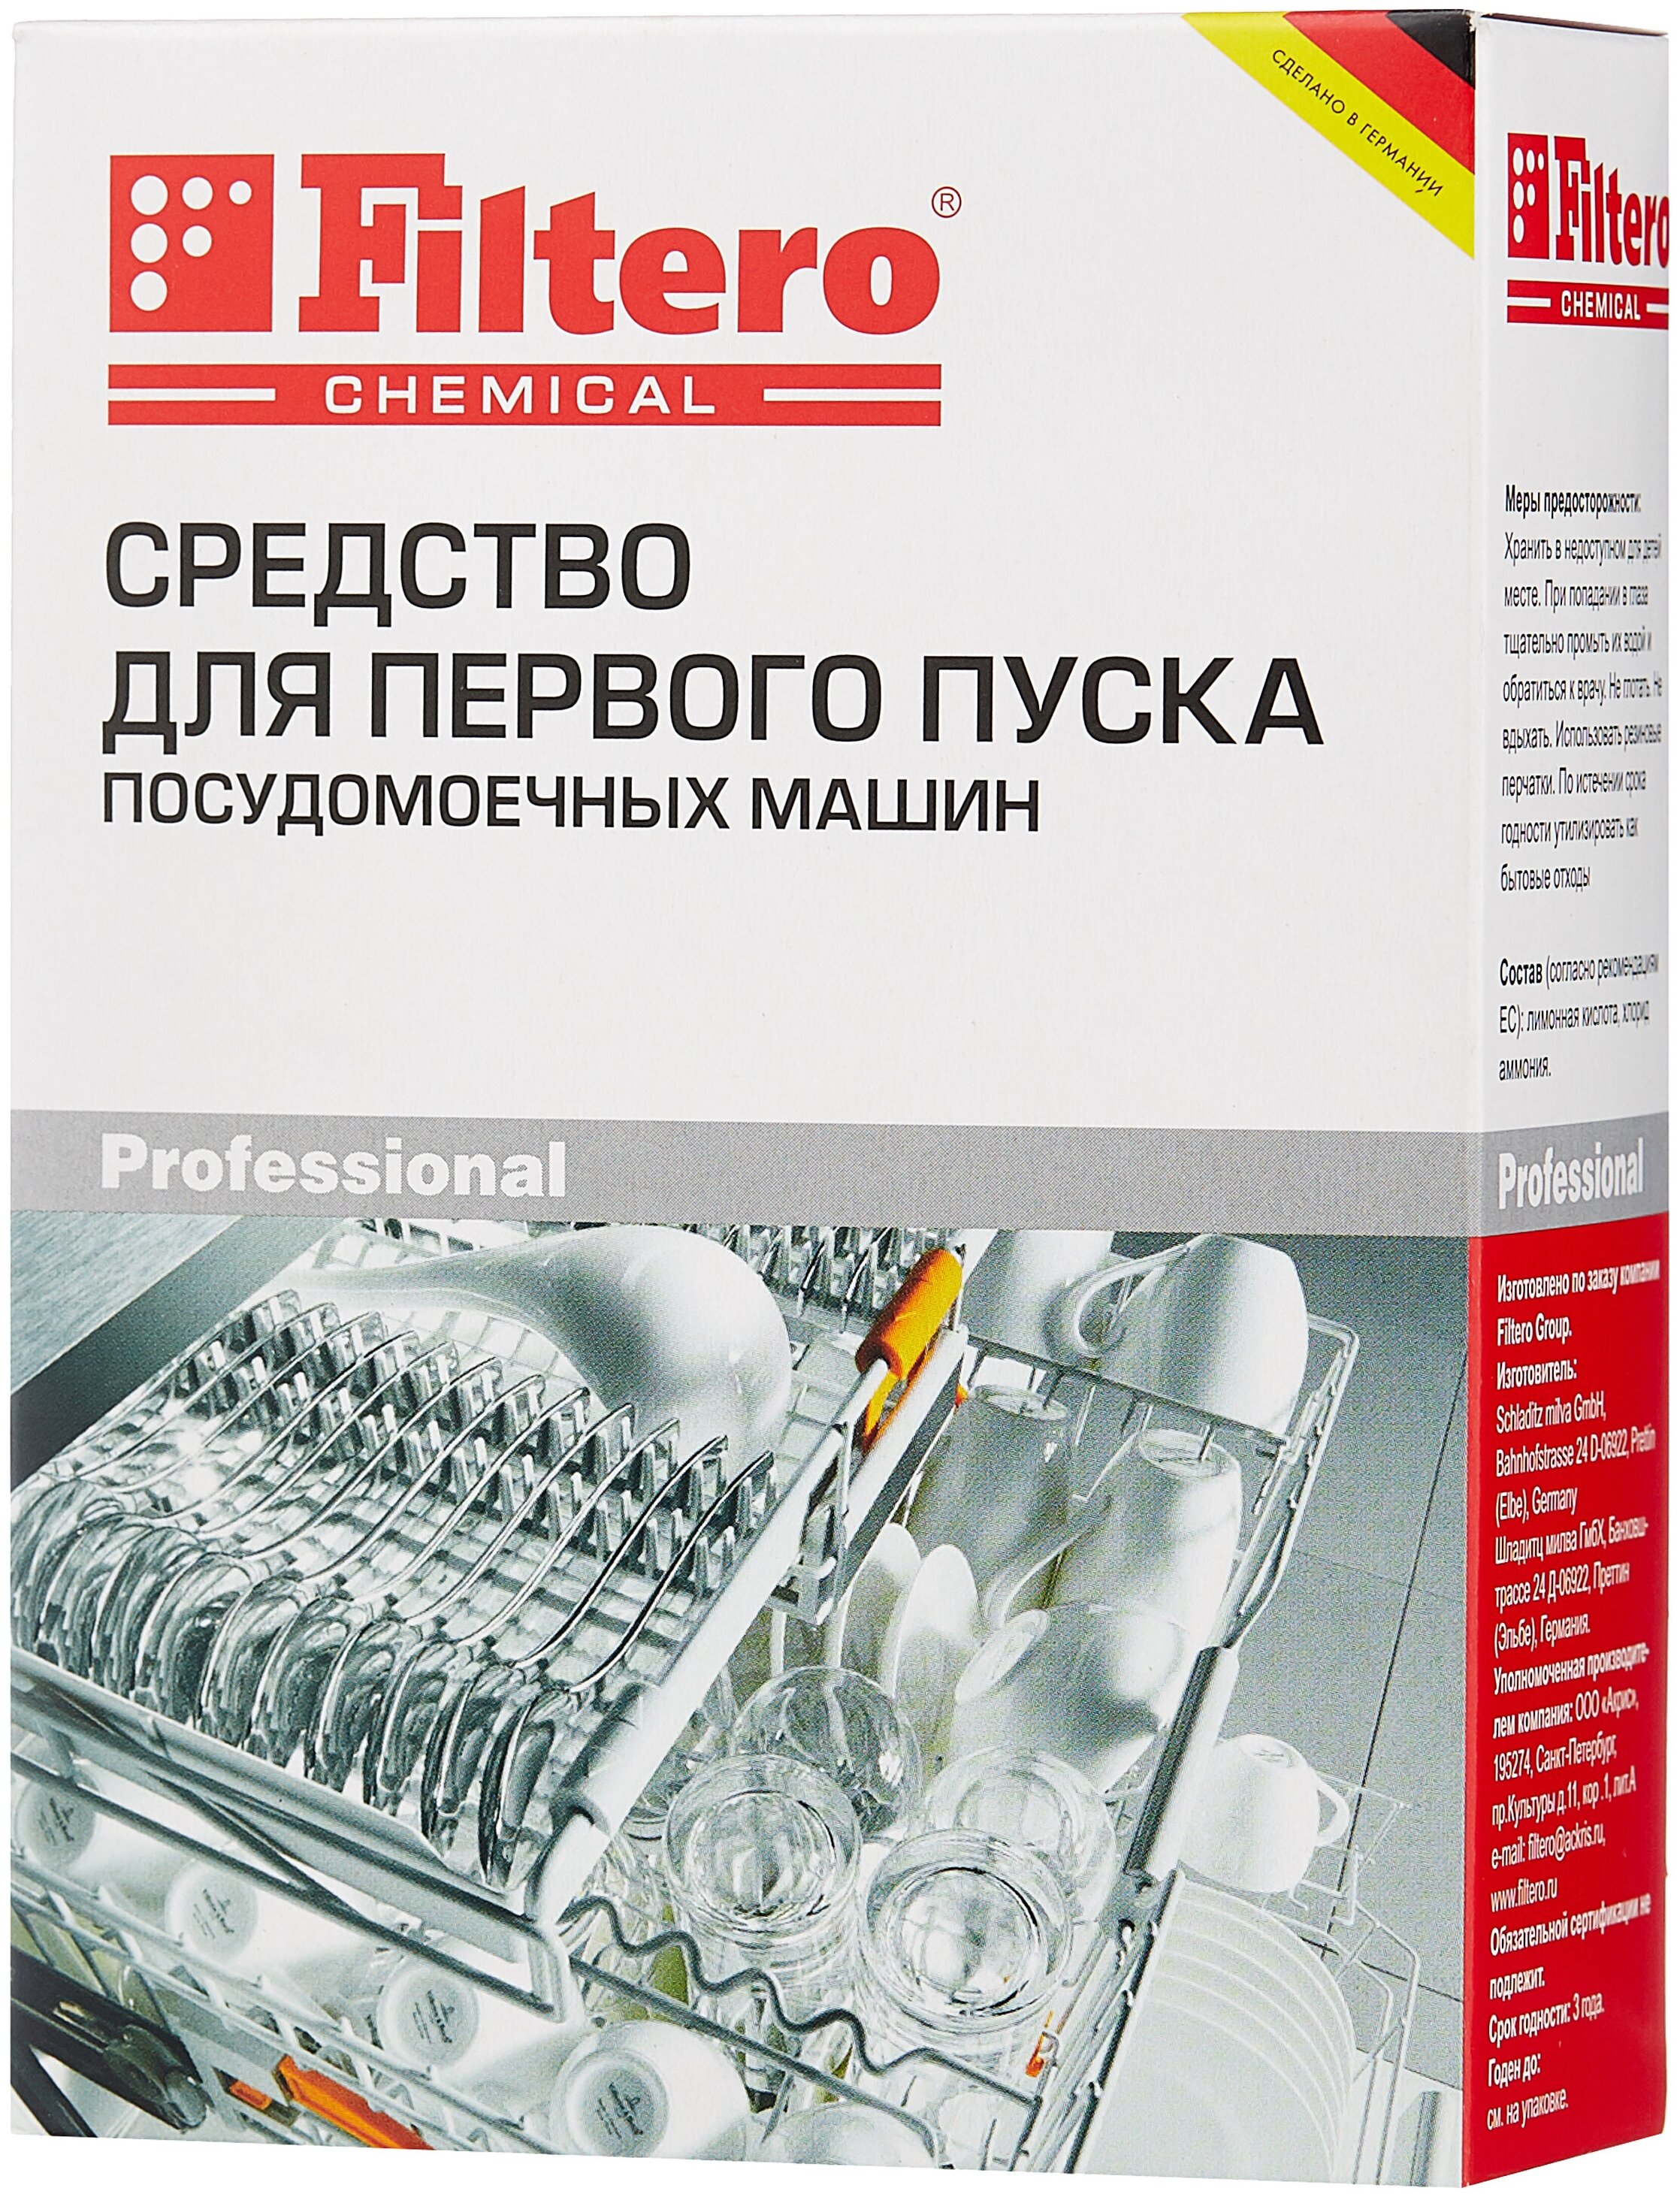 СДЕЛАНО В ГЕРМАНИИ
Filtero®
CHEMICAL
СРЕДСТВО
ДЛЯ ПЕРВОГО ПУСКА
ПОСУДОМОЕЧНЫХ МАШИН
Professional
Filtero
CHEMICAL
Меры предосторожности:
Хранить в недоступном для детей
месте. При попадании в глаза
тщательно промыть их водой и
обратиться к врачу. Не глотать. Не
вдыхать. Использовать резиновые
перчатки. По истечении срока
годности утилизировать как
бытовые отходы
Состав (согласно рекомендациям
ЕС): лимонная кислота, хлорид
аммония.
Professional
Изготовлено по заказу компании
Filtero Group.
Изготовитель:
Schladitz milva GmbH,
Bahnhofstrasse 24 D-06922, Prettin
(Elbe), Germany
Шладитц милва ГмбХ, Банховш-
трассе 24 Д-06922, Преттин
(Эльбе), Германия.
Уполномоченная производите-
лем компания: ООО «Акрис»,
195274, Санкт-Петербург,
пр.Культуры д.11, кор .1, лит.А
e-mail: filtero@ackris.ru,
www.filtero.ru
Обязательной сертификации не
подлежит.
Срок годности: 3 года.
Годен до:
см. на упаковке.